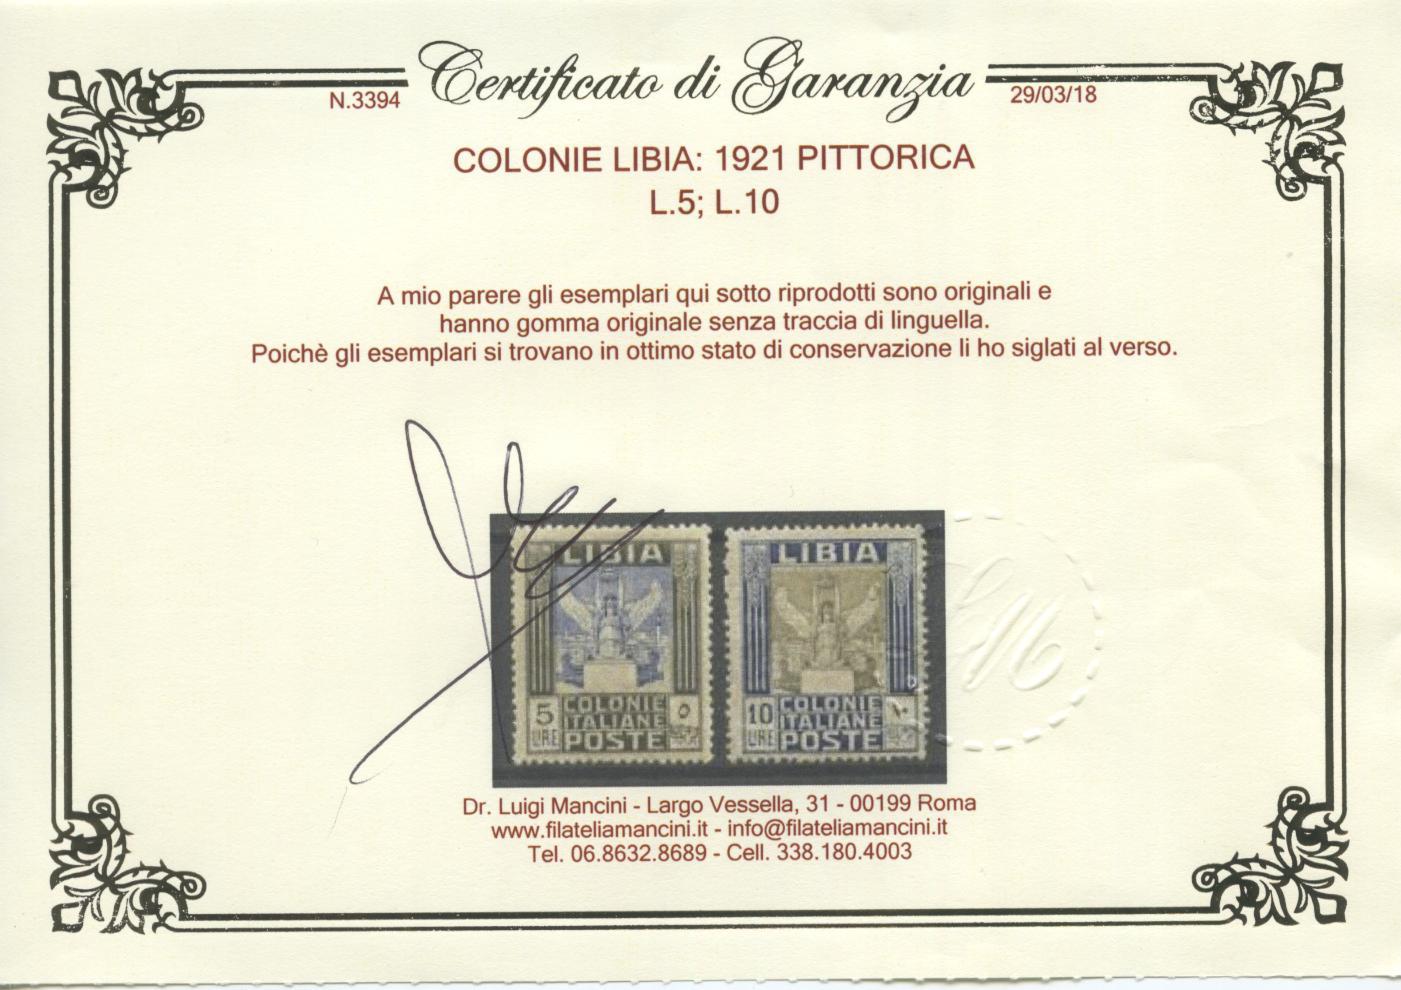 Certificato di Garanzia
N.3394
29/03/18
COLONIE LIBIA: 1921 PITTORICA
L.5; L.10
A mio parere gli esemplari qui sotto riprodotti sono originali e
hanno gomma originale senza traccia di linguella.
Poichè gli esemplari si trovano in ottimo stato di conservazione li ho siglati al verso.
LIBIA
5
LIRE
COLONIE
ITALIANE
POSTE
٥
LIBIA
10
LIRE
COLONIE
ITALIANE
POSTE
١٠
Dr. Luigi Mancini - Largo Vessella, 31 - 00199 Roma
www.filateliamancini.it - info@filateliamancini.it
Tel. 06.8632.8689 - Cell. 338.180.4003